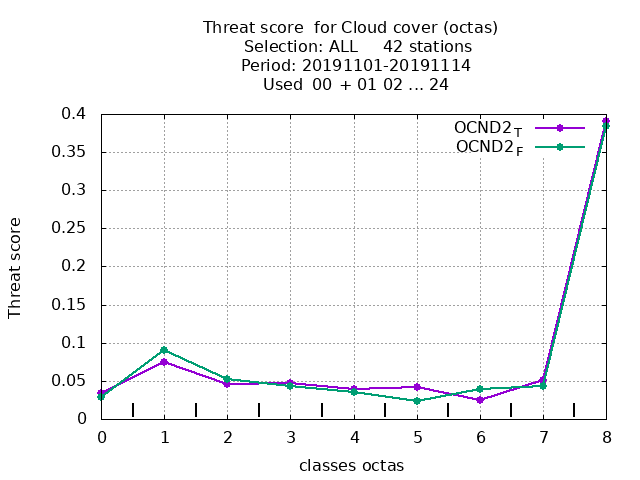 Threat score  for Cloud cover (octas)
Selection: ALL     42 stations
Period: 20191101-20191114
Used  00 + 01 02 ... 24
OCND2_T
OCND2_F
0.4
0.35
0.3
0.25
0.2
0.15
0.1
0.05
0
Threat score
0 1 2 3 4 5 6 7 8
classes octas